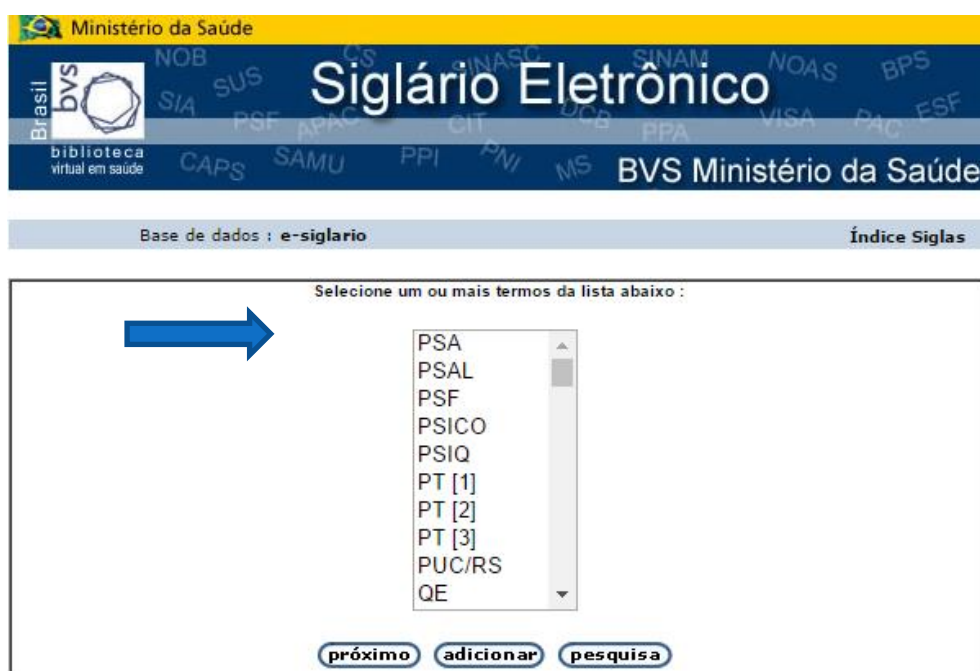 Ministério da Saúde
NOB CS SINASC SINAM NOAS BPS
SIA SUS DCB VISA PAC ESF
PSF APAC CIT PPA
Siglário Eletrônico
Brasil
bvs
biblioteca
virtual em saúde
CAPS SAMU PPI PNI MS
BVS Ministério da Saúde
Base de dados : e-siglario Índice Siglas
Selecione um ou mais termos da lista abaixo :
PSA
PSAL
PSF
PSICO
PSIQ
PT [1]
PT [2]
PT [3]
PUC/RS
QE
próximo adicionar pesquisa